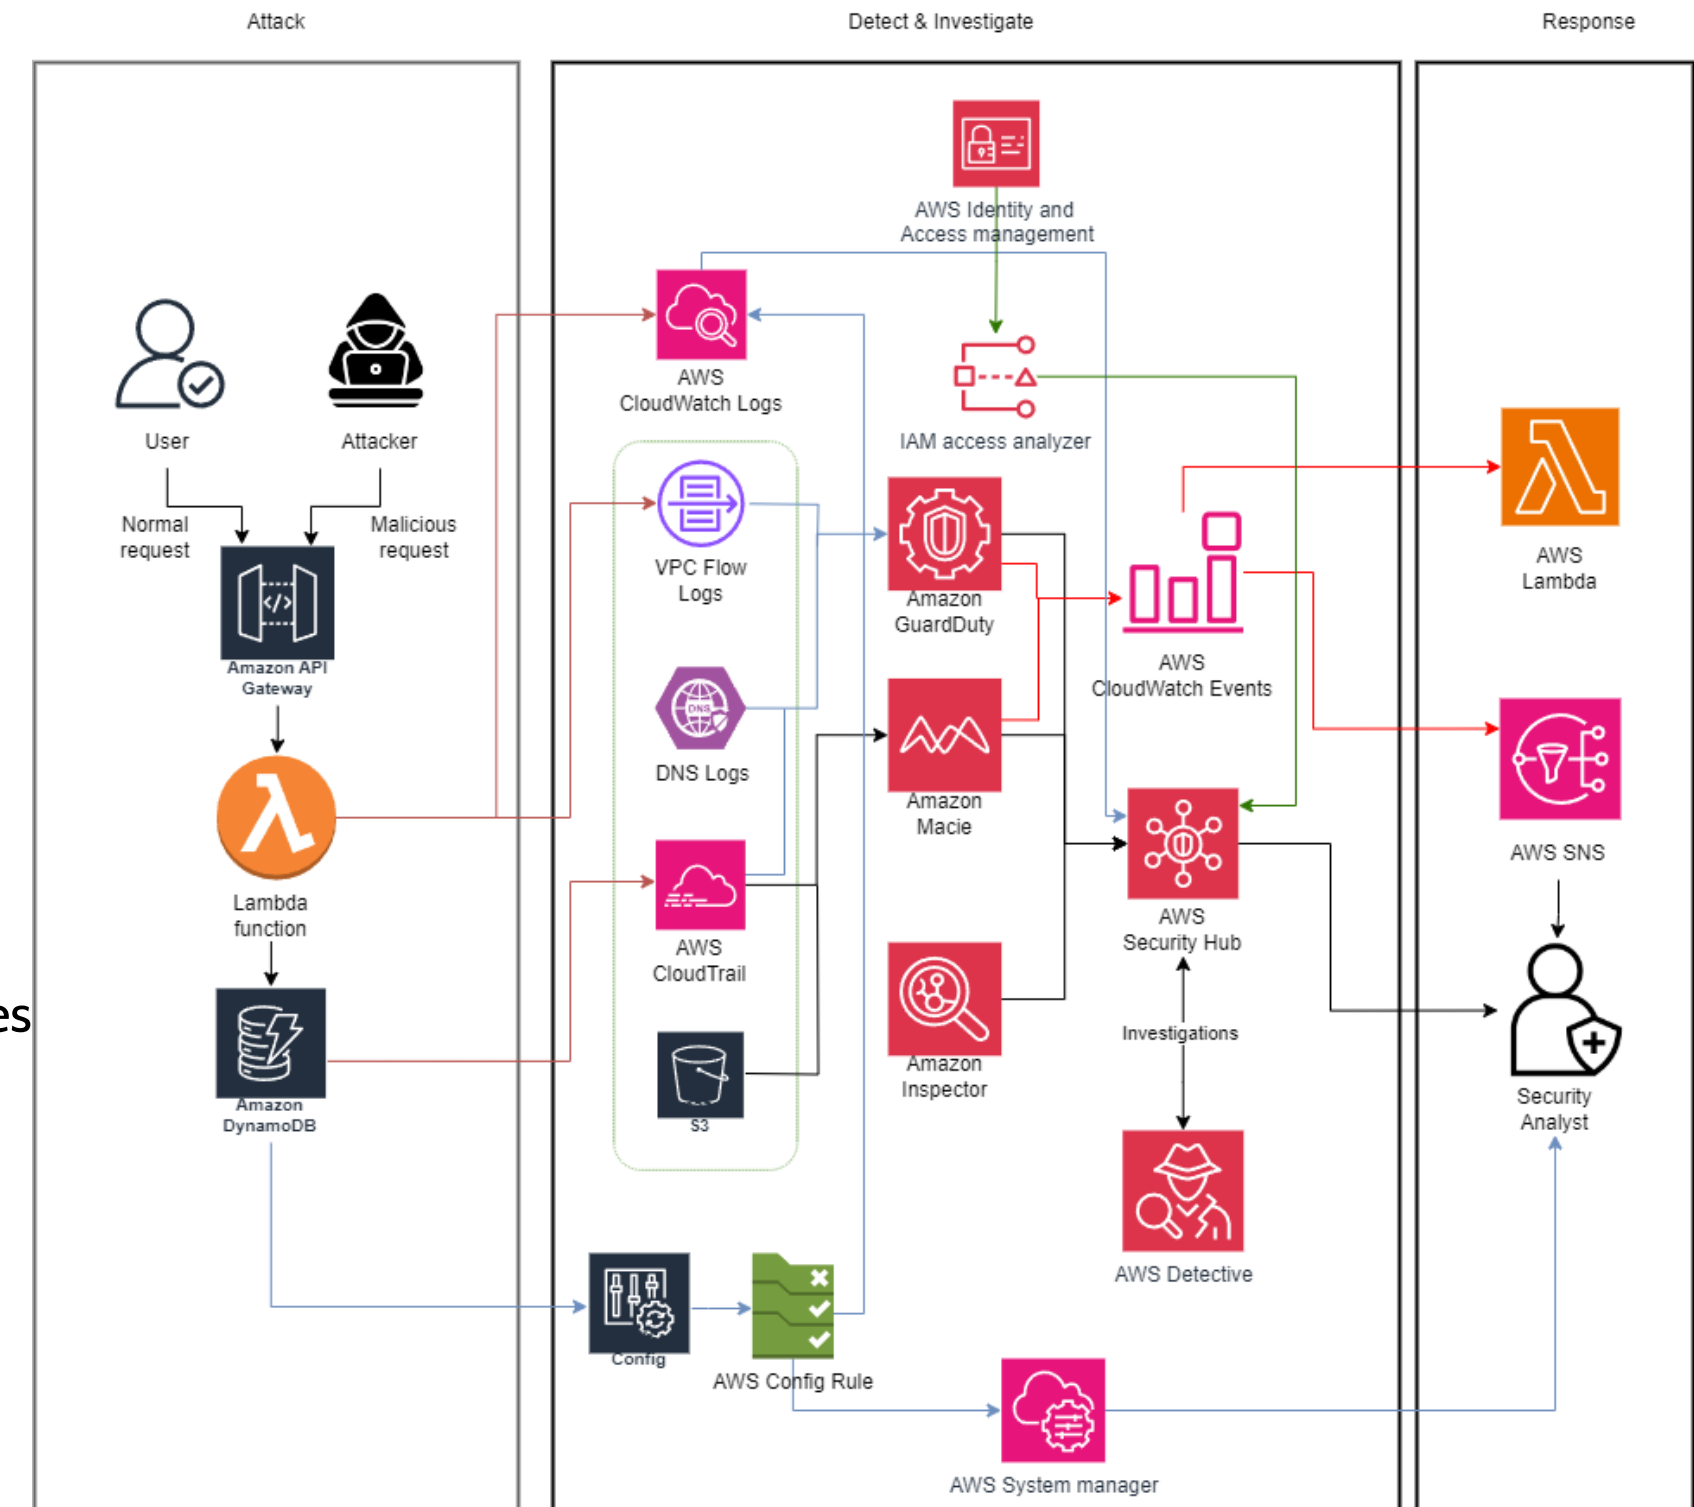 Attack
Detect & Investigate
Response
AWS Identity and
Access management
AWS
CloudWatch Logs
User
Attacker
IAM access analyzer
Normal
request
Malicious
request
VPC Flow
Logs
Amazon
GuardDuty
AWS
Lambda
Amazon API
Gateway
AWS
CloudWatch Events
DNS
DNS Logs
Amazon
Macie
AWS SNS
Lambda
function
AWS
CloudTrail
AWS
Security Hub
es
Investigations
Amazon
Inspector
Amazon
DynamoDB
S3
Security
Analyst
AWS Detective
Config
AWS Config Rule
AWS System manager